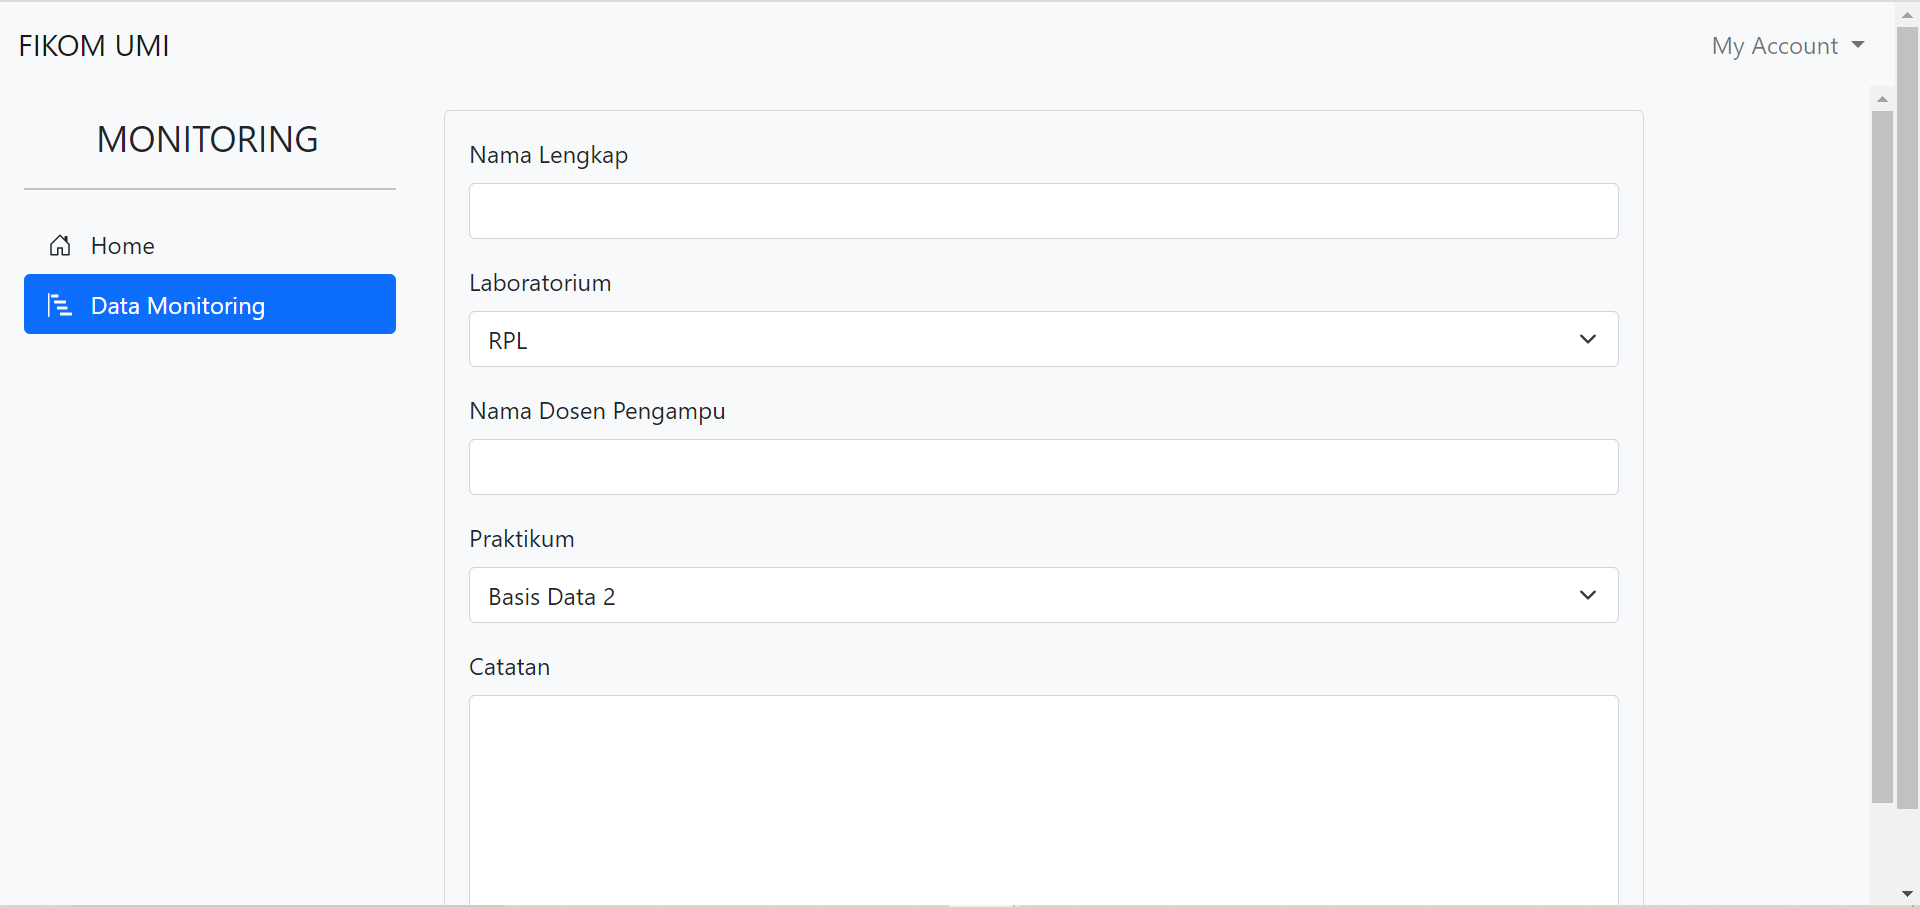 FIKOM UMI
My Account
MONITORING
Home
Data Monitoring
Nama Lengkap
Laboratorium
RPL
Nama Dosen Pengampu
Praktikum
Basis Data 2
Catatan